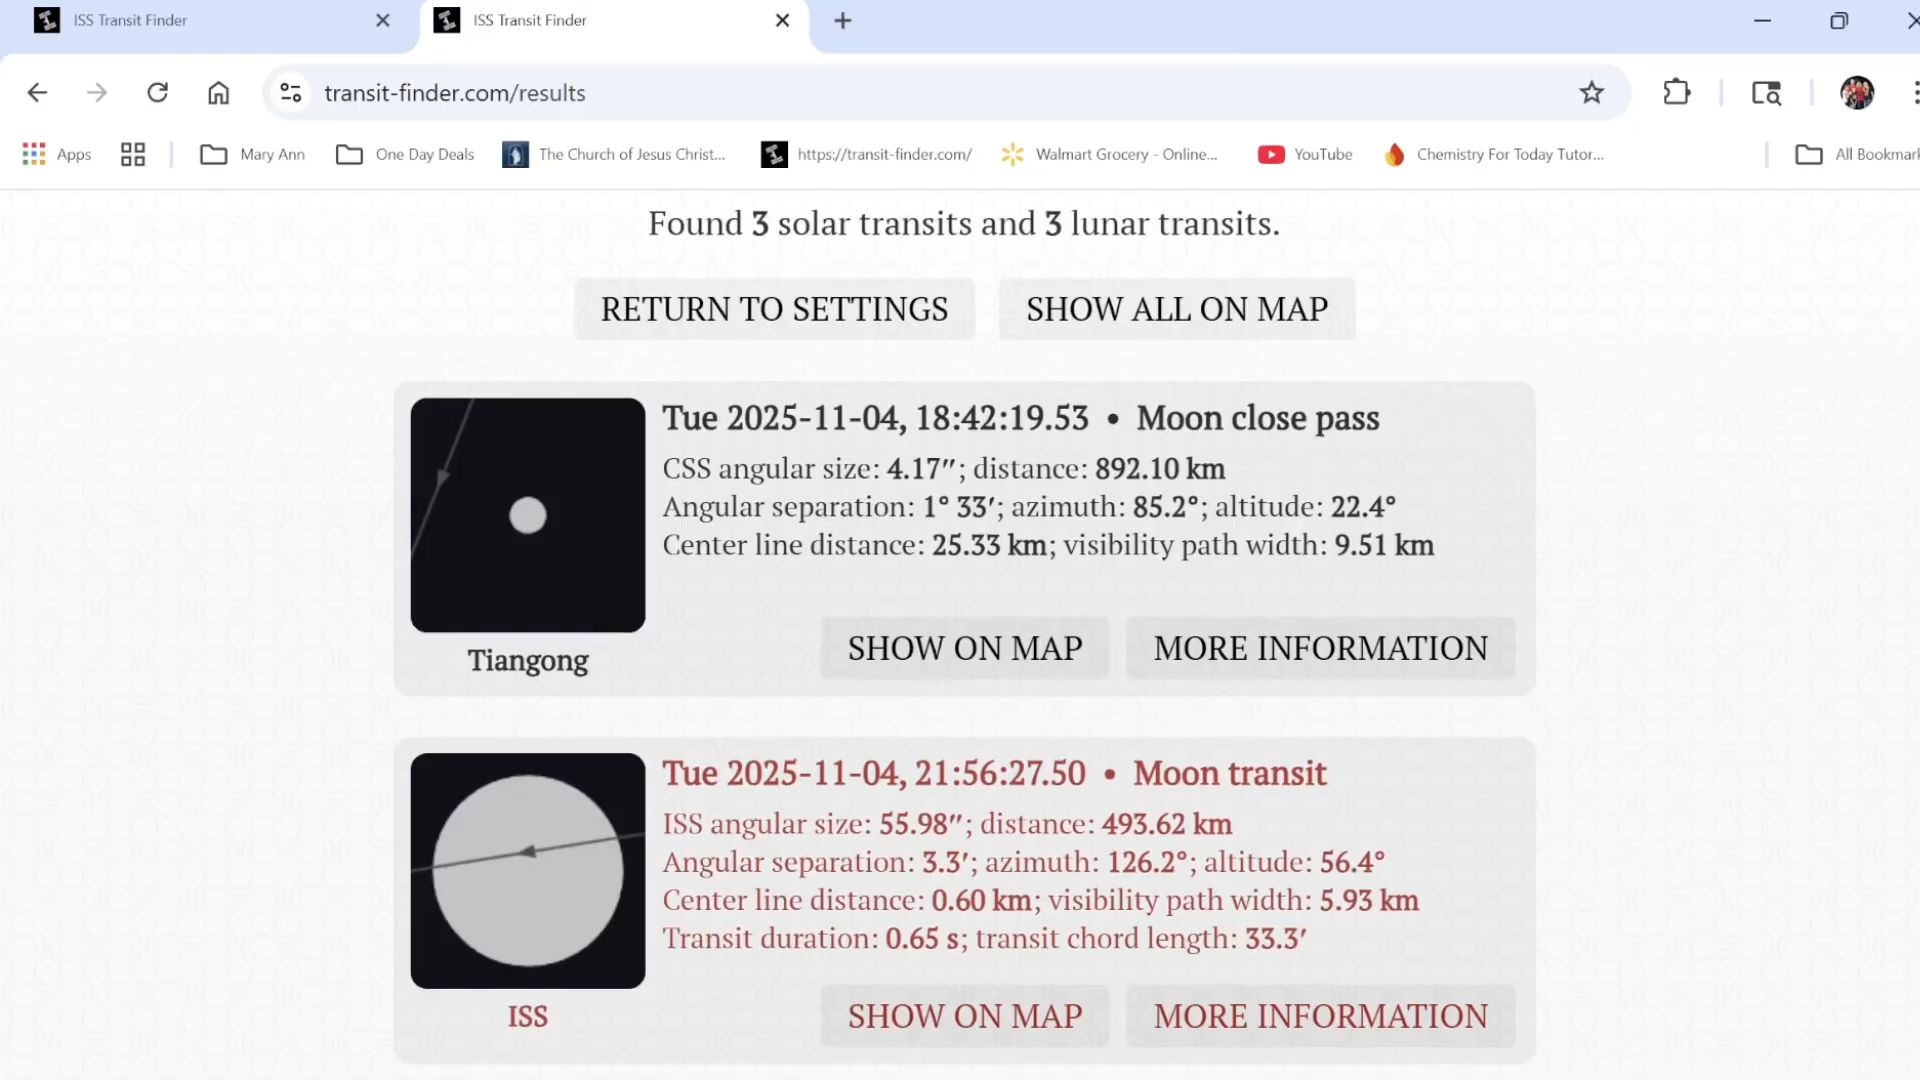 ISS Transit Finder
ISS Transit Finder
transit-finder.com/results
Apps
Mary Ann
One Day Deals
The Church of Jesus Christ...
https://transit-finder.com/
Walmart Grocery - Online...
YouTube
Chemistry For Today Tutor...
All Bookmark
Found 3 solar transits and 3 lunar transits.
RETURN TO SETTINGS
SHOW ALL ON MAP
Tue 2025-11-04, 18:42:19.53 • Moon close pass
CSS angular size: 4.17″; distance: 892.10 km
Angular separation: 1° 33′; azimuth: 85.2°; altitude: 22.4°
Center line distance: 25.33 km; visibility path width: 9.51 km
Tiangong
SHOW ON MAP
MORE INFORMATION
Tue 2025-11-04, 21:56:27.50 • Moon transit
ISS angular size: 55.98″; distance: 493.62 km
Angular separation: 3.3′; azimuth: 126.2°; altitude: 56.4°
Center line distance: 0.60 km; visibility path width: 5.93 km
Transit duration: 0.65 s; transit chord length: 33.3′
ISS
SHOW ON MAP
MORE INFORMATION